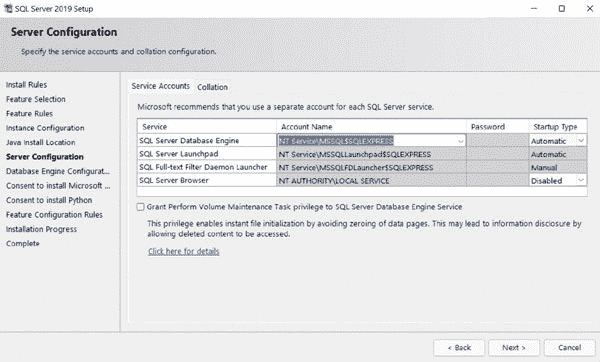 SQL Server 2019 Setup
Server Configuration
Specify the service accounts and collation configuration.
Install Rules
Feature Selection
Feature Rules
Instance Configuration
Java Install Location
Server Configuration
Database Engine Configurat...
Consent to install Microsoft ...
Consent to install Python
Feature Configuration Rules
Installation Progress
Complete
Service Accounts Collation
Microsoft recommends that you use a separate account for each SQL Server service.
Service Account Name Password Startup Type
SQL Server Database Engine NT Service\MSSQL$SQLEXPRESS Automatic
SQL Server Launchpad NT Service\MSSQLLaunchpad$SQLEXPRESS Automatic
SQL Full-text Filter Daemon Launcher NT Service\MSSQLFDLauncher$SQLEXPRESS Manual
SQL Server Browser NT AUTHORITY\LOCAL SERVICE Disabled
Grant Perform Volume Maintenance Task privilege to SQL Server Database Engine Service
This privilege enables instant file initialization by avoiding zeroing of data pages. This may lead to information disclosure by
allowing deleted content to be accessed.
Click here for details
< Back Next > Cancel